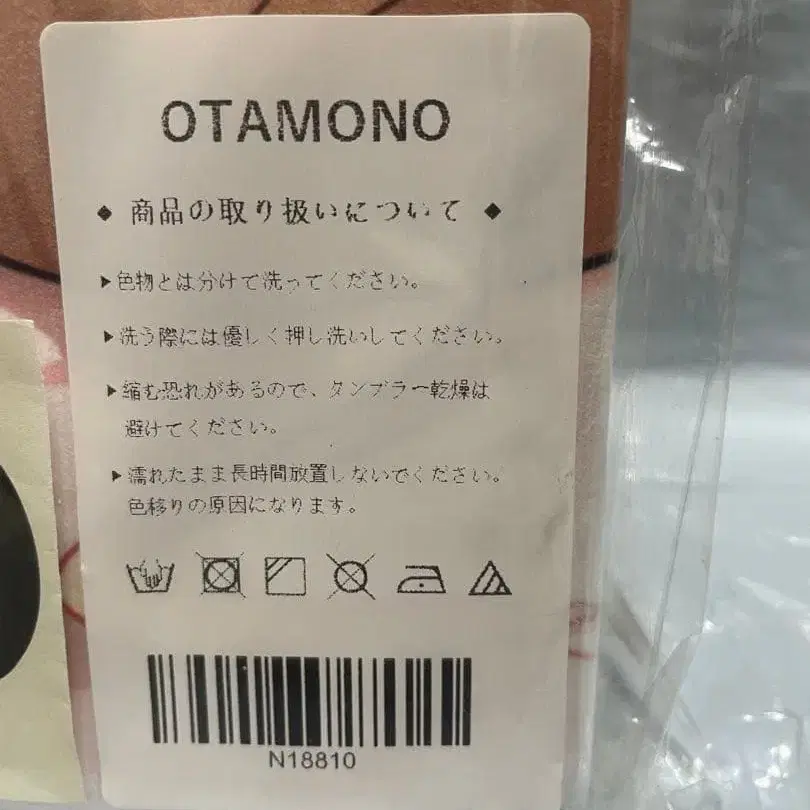 OTAMONO
◆ 商品の取り扱いについて ◆
▶色物とは分けて洗ってください。
▶洗う際には優しく押し洗いしてください。
▶縮む恐れがあるので、タンブラー乾燥は
避けてください。
▶濡れたまま長時間放置しないでください。
色移りの原因になります。
N18810